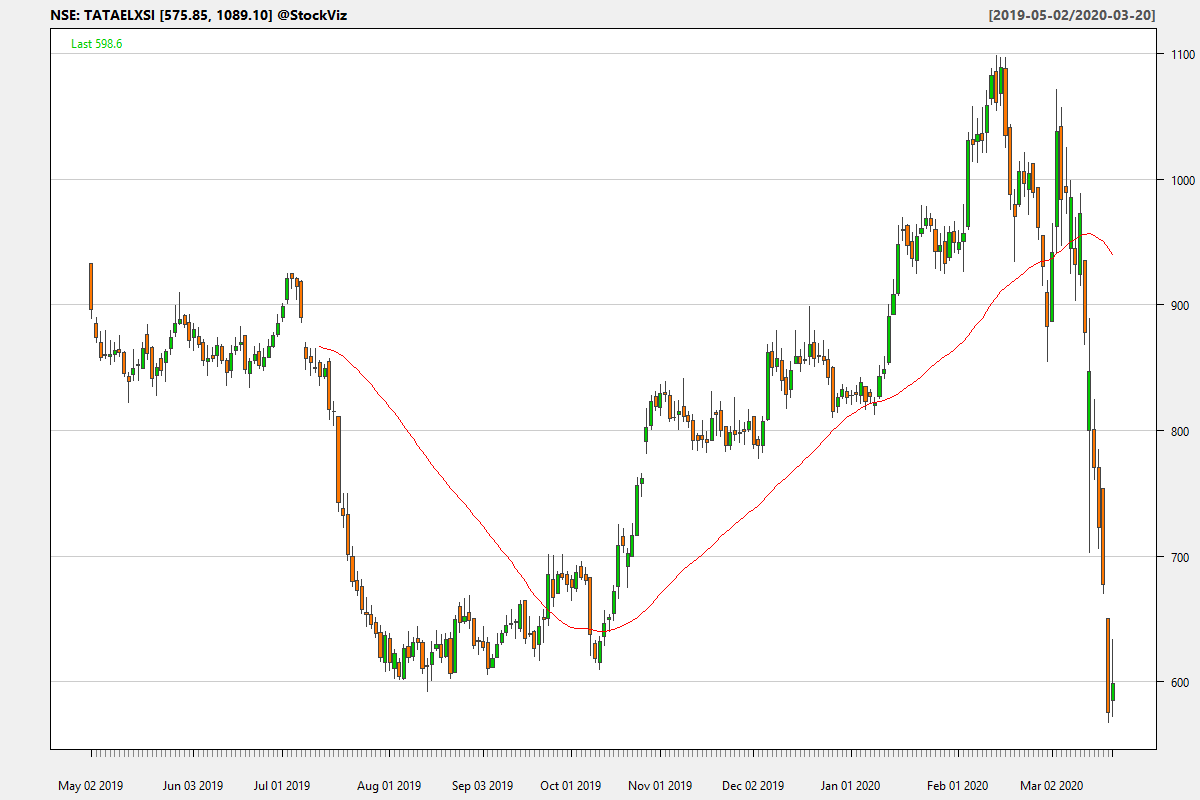 NSE: TATAELXSI [575.85, 1089.10] @StockViz [2019-05-02/2020-03-20]
Last 598.6
1100
1000
900
800
700
600
May 02 2019 Jun 03 2019 Jul 01 2019 Aug 01 2019 Sep 03 2019 Oct 01 2019 Nov 01 2019 Dec 02 2019 Jan 01 2020 Feb 01 2020 Mar 02 2020